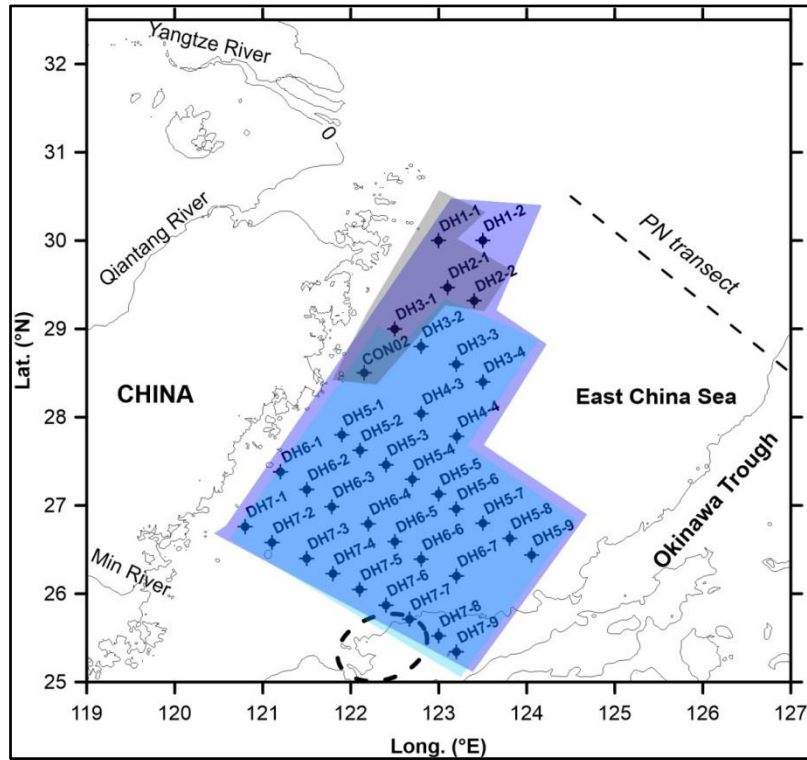 32
31
30
29
28
27
26
25
Lat. (°N)
Yangtze River
0
Qiantang River
CHINA
Min River
0
DH1-1
DH1-2
DH2-1
DH2-2
DH3-1
DH3-2
CON02
DH3-3
DH3-4
DH4-3
DH4-4
DH5-1
DH5-2
DH5-3
DH5-4
DH5-5
DH5-6
DH5-7
DH5-8
DH5-9
DH6-1
DH6-2
DH6-3
DH6-4
DH6-5
DH6-6
DH6-7
DH7-1
DH7-2
DH7-3
DH7-4
DH7-5
DH7-6
DH7-7
DH7-8
DH7-9
PN transect
East China Sea
Okinawa Trough
119 120 121 122 123 124 125 126 127
Long. (°E)